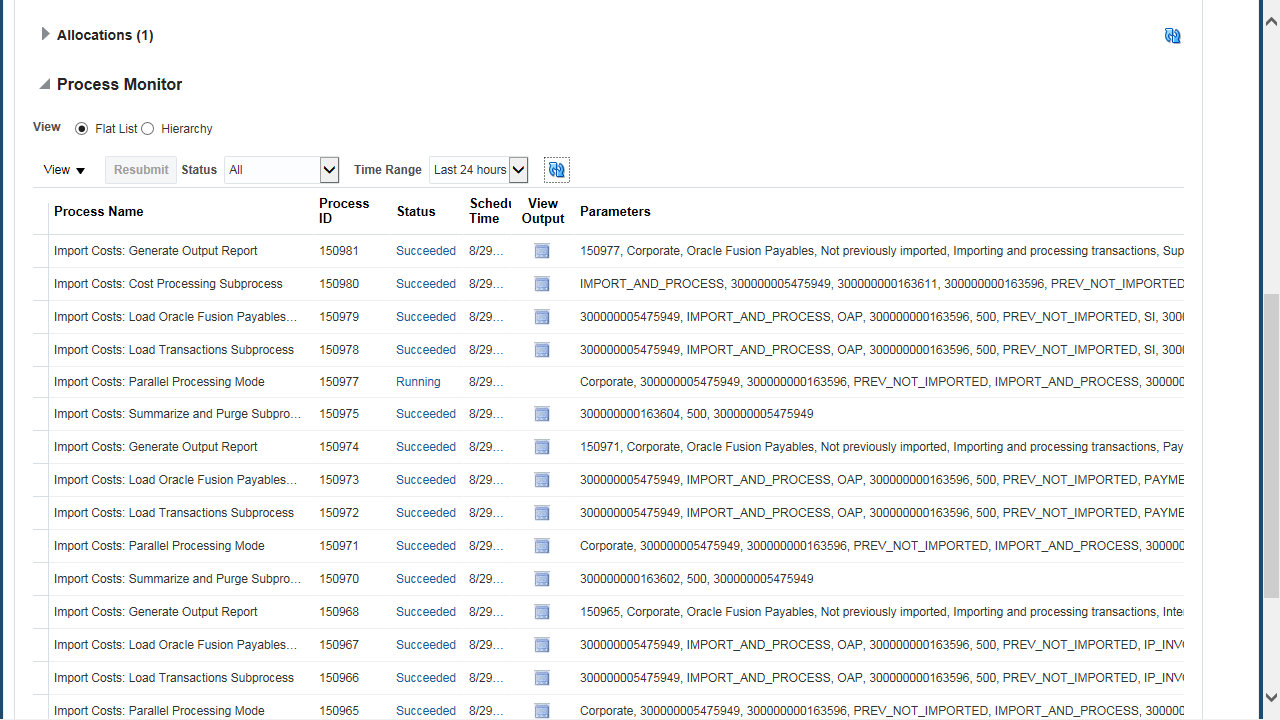 Allocations (1)
Process Monitor
View Flat List Hierarchy
View Resubmit Status All Time Range Last 24 hours
Process Name Process ID Status Schedu Time View Output Parameters
Import Costs: Generate Output Report 150981 Succeeded 8/29... 150977, Corporate, Oracle Fusion Payables, Not previously imported, Importing and processing transactions, Sup
Import Costs: Cost Processing Subprocess 150980 Succeeded 8/29... IMPORT_AND_PROCESS, 300000005475949, 300000000163611, 300000000163596, PREV_NOT_IMPORTED
Import Costs: Load Oracle Fusion Payables... 150979 Succeeded 8/29... 300000005475949, IMPORT_AND_PROCESS, OAP, 300000000163596, 500, PREV_NOT_IMPORTED, SI, 3000
Import Costs: Load Transactions Subprocess 150978 Succeeded 8/29... 300000005475949, IMPORT_AND_PROCESS, OAP, 300000000163596, 500, PREV_NOT_IMPORTED, SI, 3000
Import Costs: Parallel Processing Mode 150977 Running 8/29... Corporate, 300000005475949, 300000000163596, PREV_NOT_IMPORTED, IMPORT_AND_PROCESS, 300000
Import Costs: Summarize and Purge Subpro... 150975 Succeeded 8/29... 300000000163604, 500, 300000005475949
Import Costs: Generate Output Report 150974 Succeeded 8/29... 150971, Corporate, Oracle Fusion Payables, Not previously imported, Importing and processing transactions, Pay
Import Costs: Load Oracle Fusion Payables... 150973 Succeeded 8/29... 300000005475949, IMPORT_AND_PROCESS, OAP, 300000000163596, 500, PREV_NOT_IMPORTED, PAYME
Import Costs: Load Transactions Subprocess 150972 Succeeded 8/29... 300000005475949, IMPORT_AND_PROCESS, OAP, 300000000163596, 500, PREV_NOT_IMPORTED, PAYME
Import Costs: Parallel Processing Mode 150971 Succeeded 8/29... Corporate, 300000005475949, 300000000163596, PREV_NOT_IMPORTED, IMPORT_AND_PROCESS, 300000
Import Costs: Summarize and Purge Subpro... 150970 Succeeded 8/29... 300000000163602, 500, 300000005475949
Import Costs: Generate Output Report 150968 Succeeded 8/29... 150965, Corporate, Oracle Fusion Payables, Not previously imported, Importing and processing transactions, Inte
Import Costs: Load Oracle Fusion Payables... 150967 Succeeded 8/29... 300000005475949, IMPORT_AND_PROCESS, OAP, 300000000163596, 500, PREV_NOT_IMPORTED, IP_INV
Import Costs: Load Transactions Subprocess 150966 Succeeded 8/29... 300000005475949, IMPORT_AND_PROCESS, OAP, 300000000163596, 500, PREV_NOT_IMPORTED, IP_INV
Import Costs: Parallel Processing Mode 150965 Succeeded 8/29... Corporate, 300000005475949, 300000000163596, PREV_NOT_IMPORTED, IMPORT_AND_PROCESS, 300000